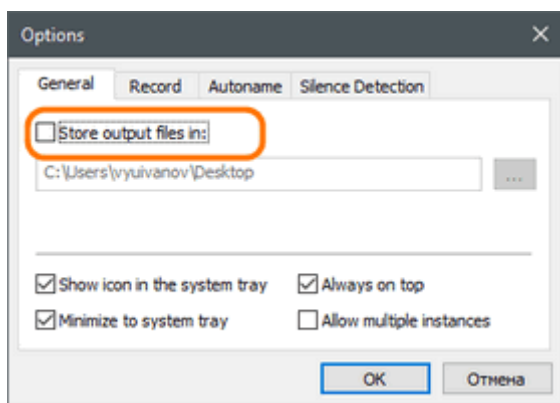 Options
General Record Autoname Silence Detection
Store output files in:
C:\Users\vyuivanov\Desktop
...
Show icon in the system tray Always on top
Minimize to system tray Allow multiple instances
OK Отмена